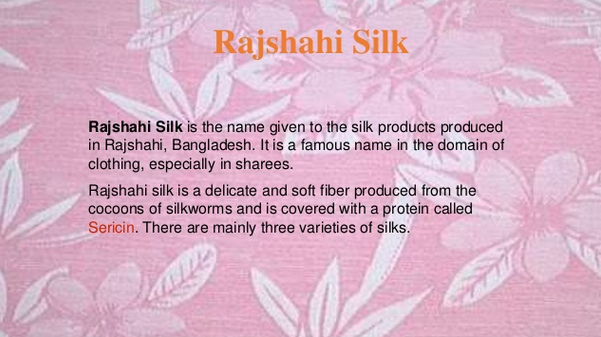 Rajshahi Silk
Rajshahi Silk is the name given to the silk products produced
in Rajshahi, Bangladesh. It is a famous name in the domain of
clothing, especially in sharees.
Rajshahi silk is a delicate and soft fiber produced from the
cocoons of silkworms and is covered with a protein called
Sericin. There are mainly three varieties of silks.